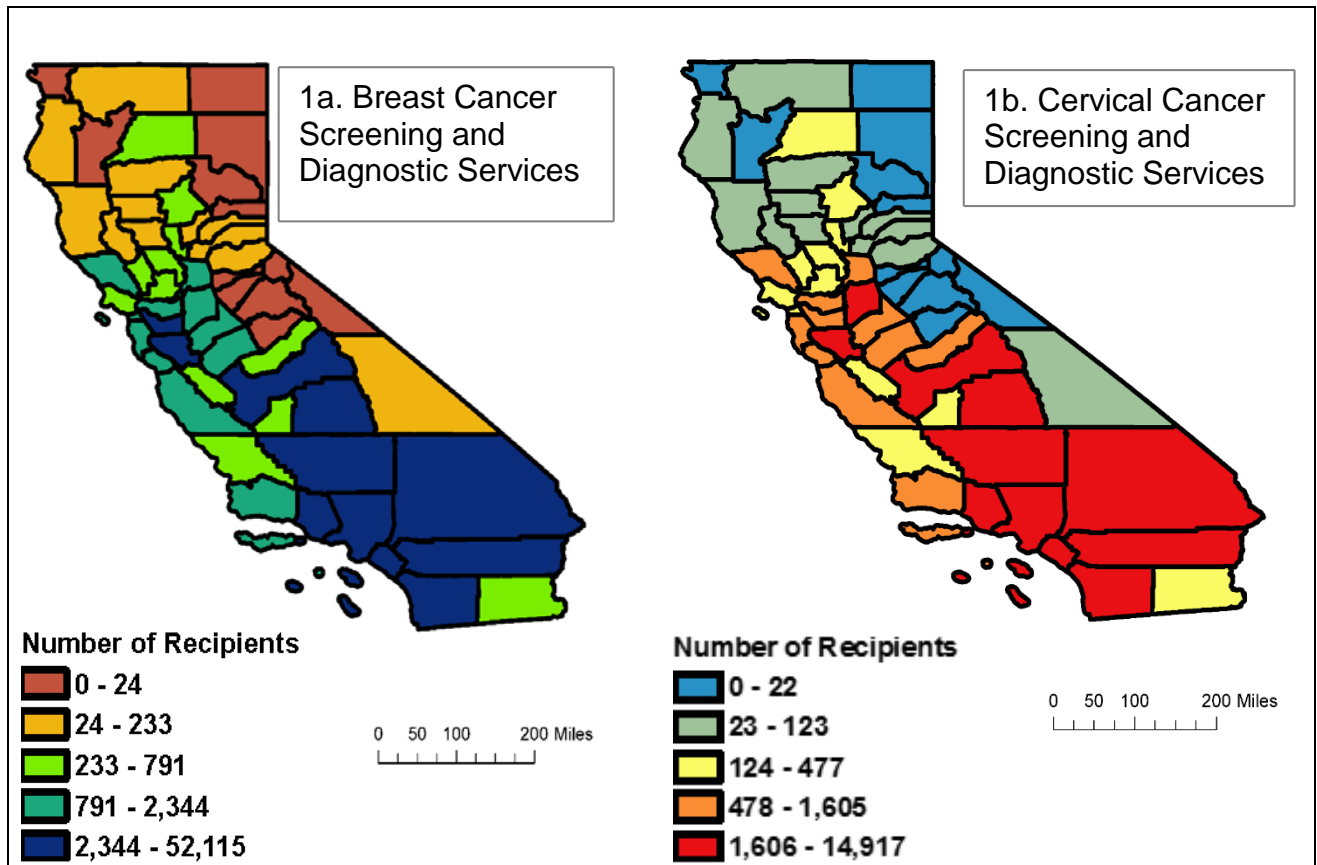 1a. Breast Cancer
Screening and
Diagnostic Services
Number of Recipients
0 - 24
24 - 233
233 - 791
791 - 2,344
2,344 - 52,115
0 50 100 200 Miles
1b. Cervical Cancer
Screening and
Diagnostic Services
Number of Recipients
0 - 22
23 - 123
124 - 477
478 - 1,605
1,606 - 14,917
0 50 100 200 Miles